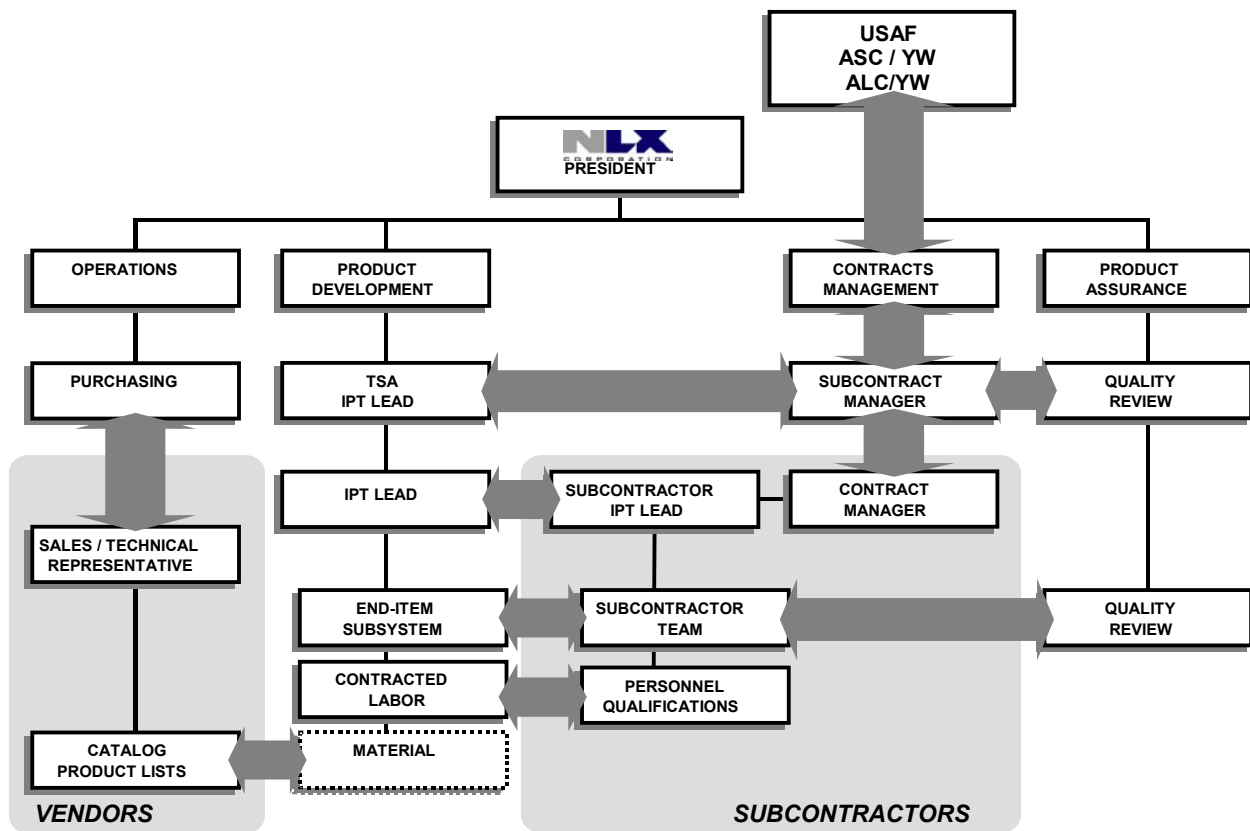 USAF
ASC / YW
ALC/YW
NLX
CORPORATION
PRESIDENT
OPERATIONS
PRODUCT
DEVELOPMENT
CONTRACTS
MANAGEMENT
PRODUCT
ASSURANCE
PURCHASING
TSA
IPT LEAD
SUBCONTRACT
MANAGER
QUALITY
REVIEW
IPT LEAD
SUBCONTRACTOR
IPT LEAD
CONTRACT
MANAGER
SALES / TECHNICAL
REPRESENTATIVE
END-ITEM
SUBSYSTEM
SUBCONTRACTOR
TEAM
QUALITY
REVIEW
CONTRACTED
LABOR
PERSONNEL
QUALIFICATIONS
CATALOG
PRODUCT LISTS
MATERIAL
VENDORS
SUBCONTRACTORS